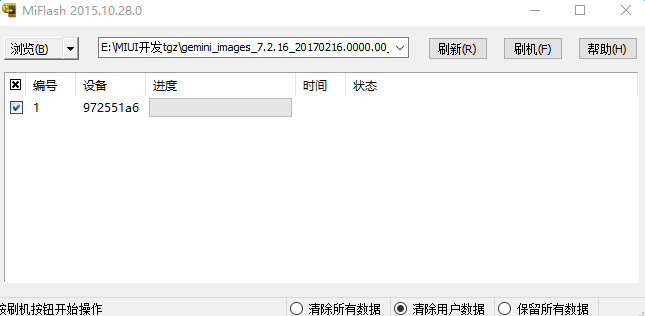 MiFlash 2015.10.28.0
浏览(B) E:\MIUI开发tgz\gemini_images_7.2.16_20170216.0000.00_ 刷新(R) 刷机(F) 帮助(H)
编号 设备 进度 时间 状态
1 972551a6
按刷机按钮开始操作 清除所有数据 清除用户数据 保留所有数据